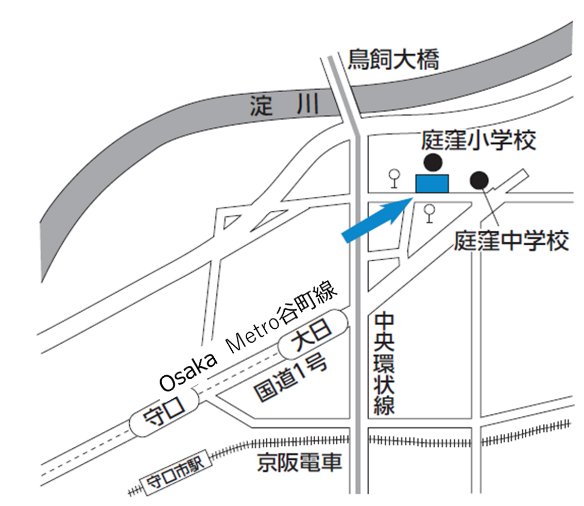 鳥飼大橋
淀川
庭窪小学校
庭窪中学校
Osaka Metro谷町線
大日
中央環状線
国道1号
守口
京阪電車
守口市駅